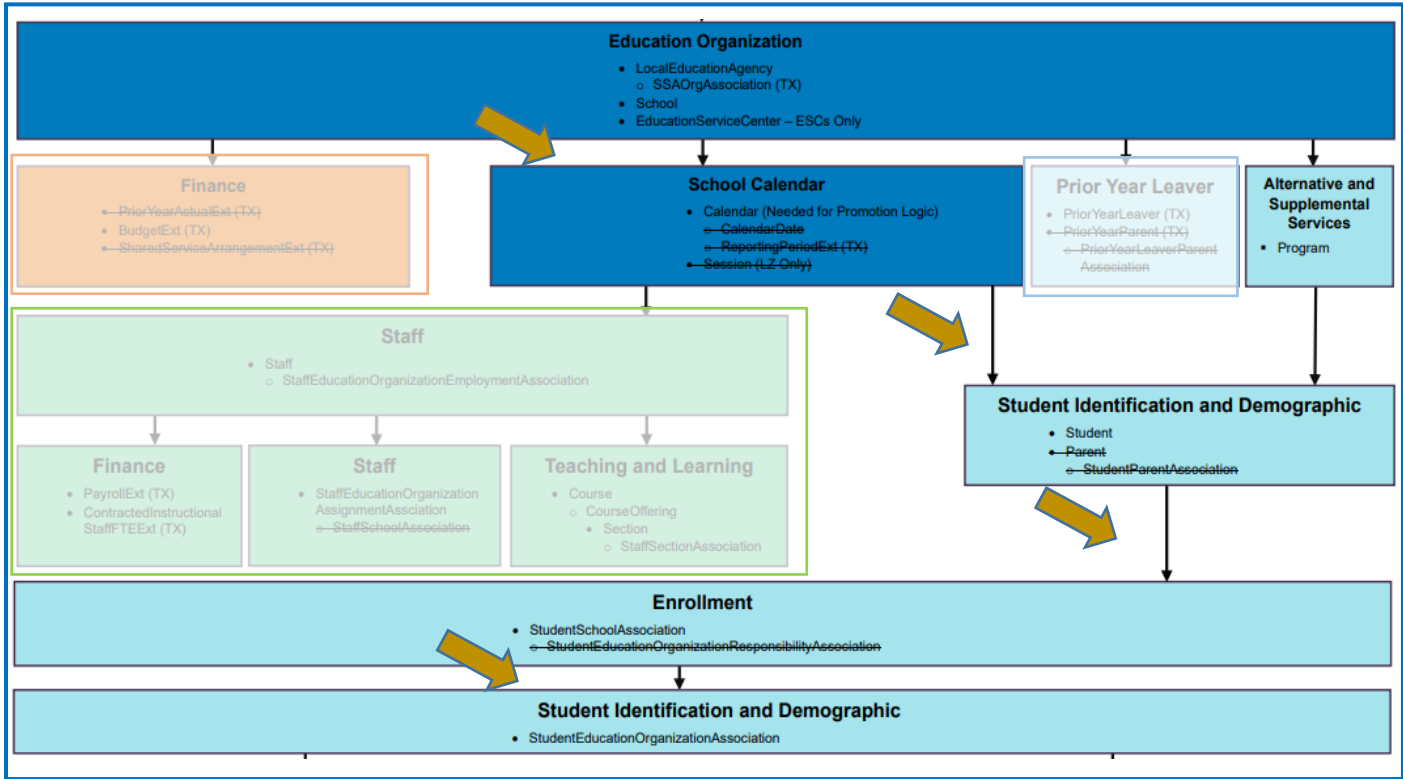 Education Organization
• LocalEducationAgency
○ SSAOrgAssociation (TX)
• School
• EducationServiceCenter – ESCs Only
Finance
• PriorYearActualExt (TX)
• BudgetExt (TX)
• SharedServiceArrangementExt (TX)
School Calendar
• Calendar (Needed for Promotion Logic)
○ CalendarDate
○ ReportingPeriodExt (TX)
• Session (LZ Only)
Prior Year Leaver
• PriorYearLeaver (TX)
• PriorYearParent (TX)
○ PriorYearLeaverParent
Association
Alternative and
Supplemental
Services
▪ Program
Staff
• Staff
○ StaffEducationOrganizationEmploymentAssociation
Student Identification and Demographic
• Student
• Parent
○ StudentParentAssociation
Finance
• PayrollExt (TX)
• ContractedInstructional
StaffFTEExt (TX)
Staff
• StaffEducationOrganization
AssignmentAssciation
○ StaffSchoolAssociation
Teaching and Learning
• Course
○ CourseOffering
▪ Section
○ StaffSectionAssociation
Enrollment
• StudentSchoolAssociation
○ StudentEducationOrganizationResponsibilityAssociation
Student Identification and Demographic
• StudentEducationOrganizationAssociation